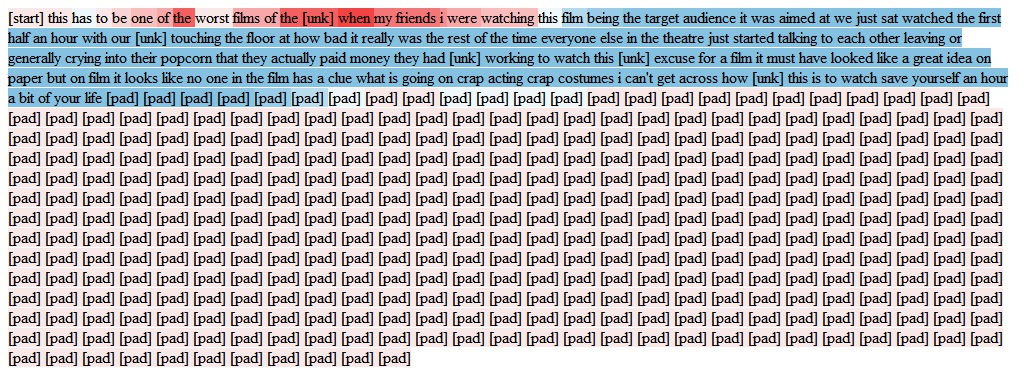 [start] this has to be one of the worst films of the [unk] when my friends i were watching this film being the target audience it was aimed at we just sat watched the first
half an hour with our [unk] touching the floor at how bad it really was the rest of the time everyone else in the theatre just started talking to each other leaving or
generally crying into their popcorn that they actually paid money they had [unk] working to watch this [unk] excuse for a film it must have looked like a great idea on
paper but on film it looks like no one in the film has a clue what is going on crap acting crap costumes i can't get across how [unk] this is to watch save yourself an hour
a bit of your life [pad] [pad] [pad] [pad] [pad] [pad] [pad] [pad] [pad] [pad] [pad] [pad] [pad] [pad] [pad] [pad] [pad] [pad] [pad] [pad] [pad] [pad] [pad] [pad]
[pad] [pad] [pad] [pad] [pad] [pad] [pad] [pad] [pad] [pad] [pad] [pad] [pad] [pad] [pad] [pad] [pad] [pad] [pad] [pad] [pad] [pad] [pad] [pad] [pad] [pad] [pad]
[pad] [pad] [pad] [pad] [pad] [pad] [pad] [pad] [pad] [pad] [pad] [pad] [pad] [pad] [pad] [pad] [pad] [pad] [pad] [pad] [pad] [pad] [pad] [pad] [pad] [pad] [pad]
[pad] [pad] [pad] [pad] [pad] [pad] [pad] [pad] [pad] [pad] [pad] [pad] [pad] [pad] [pad] [pad] [pad] [pad] [pad] [pad] [pad] [pad] [pad] [pad] [pad] [pad] [pad]
[pad] [pad] [pad] [pad] [pad] [pad] [pad] [pad] [pad] [pad] [pad] [pad] [pad] [pad] [pad] [pad] [pad] [pad] [pad] [pad] [pad] [pad] [pad] [pad] [pad] [pad] [pad]
[pad] [pad] [pad] [pad] [pad] [pad] [pad] [pad] [pad] [pad] [pad] [pad] [pad] [pad] [pad] [pad] [pad] [pad] [pad] [pad] [pad] [pad] [pad] [pad] [pad] [pad] [pad]
[pad] [pad] [pad] [pad] [pad] [pad] [pad] [pad] [pad] [pad] [pad] [pad] [pad] [pad] [pad] [pad] [pad] [pad] [pad] [pad] [pad] [pad] [pad] [pad] [pad] [pad] [pad]
[pad] [pad] [pad] [pad] [pad] [pad] [pad] [pad] [pad] [pad] [pad] [pad] [pad] [pad] [pad] [pad] [pad] [pad] [pad] [pad] [pad] [pad] [pad] [pad] [pad] [pad] [pad]
[pad] [pad] [pad] [pad] [pad] [pad] [pad] [pad] [pad] [pad] [pad] [pad] [pad] [pad] [pad] [pad] [pad] [pad] [pad] [pad] [pad] [pad] [pad] [pad] [pad] [pad] [pad]
[pad] [pad] [pad] [pad] [pad] [pad] [pad] [pad] [pad] [pad] [pad] [pad] [pad] [pad] [pad] [pad] [pad] [pad] [pad] [pad] [pad] [pad] [pad] [pad] [pad] [pad] [pad]
[pad] [pad] [pad] [pad] [pad] [pad] [pad] [pad] [pad] [pad] [pad] [pad] [pad] [pad] [pad] [pad] [pad] [pad] [pad] [pad] [pad] [pad] [pad] [pad] [pad] [pad] [pad]
[pad] [pad] [pad] [pad] [pad] [pad] [pad] [pad] [pad] [pad] [pad] [pad] [pad] [pad] [pad] [pad] [pad] [pad] [pad] [pad] [pad] [pad] [pad] [pad] [pad] [pad] [pad]
[pad] [pad] [pad] [pad] [pad] [pad] [pad] [pad] [pad] [pad] [pad] [pad] [pad] [pad] [pad] [pad] [pad] [pad] [pad] [pad] [pad] [pad] [pad] [pad] [pad] [pad] [pad]
[pad] [pad] [pad] [pad] [pad] [pad] [pad] [pad] [pad] [pad] [pad]